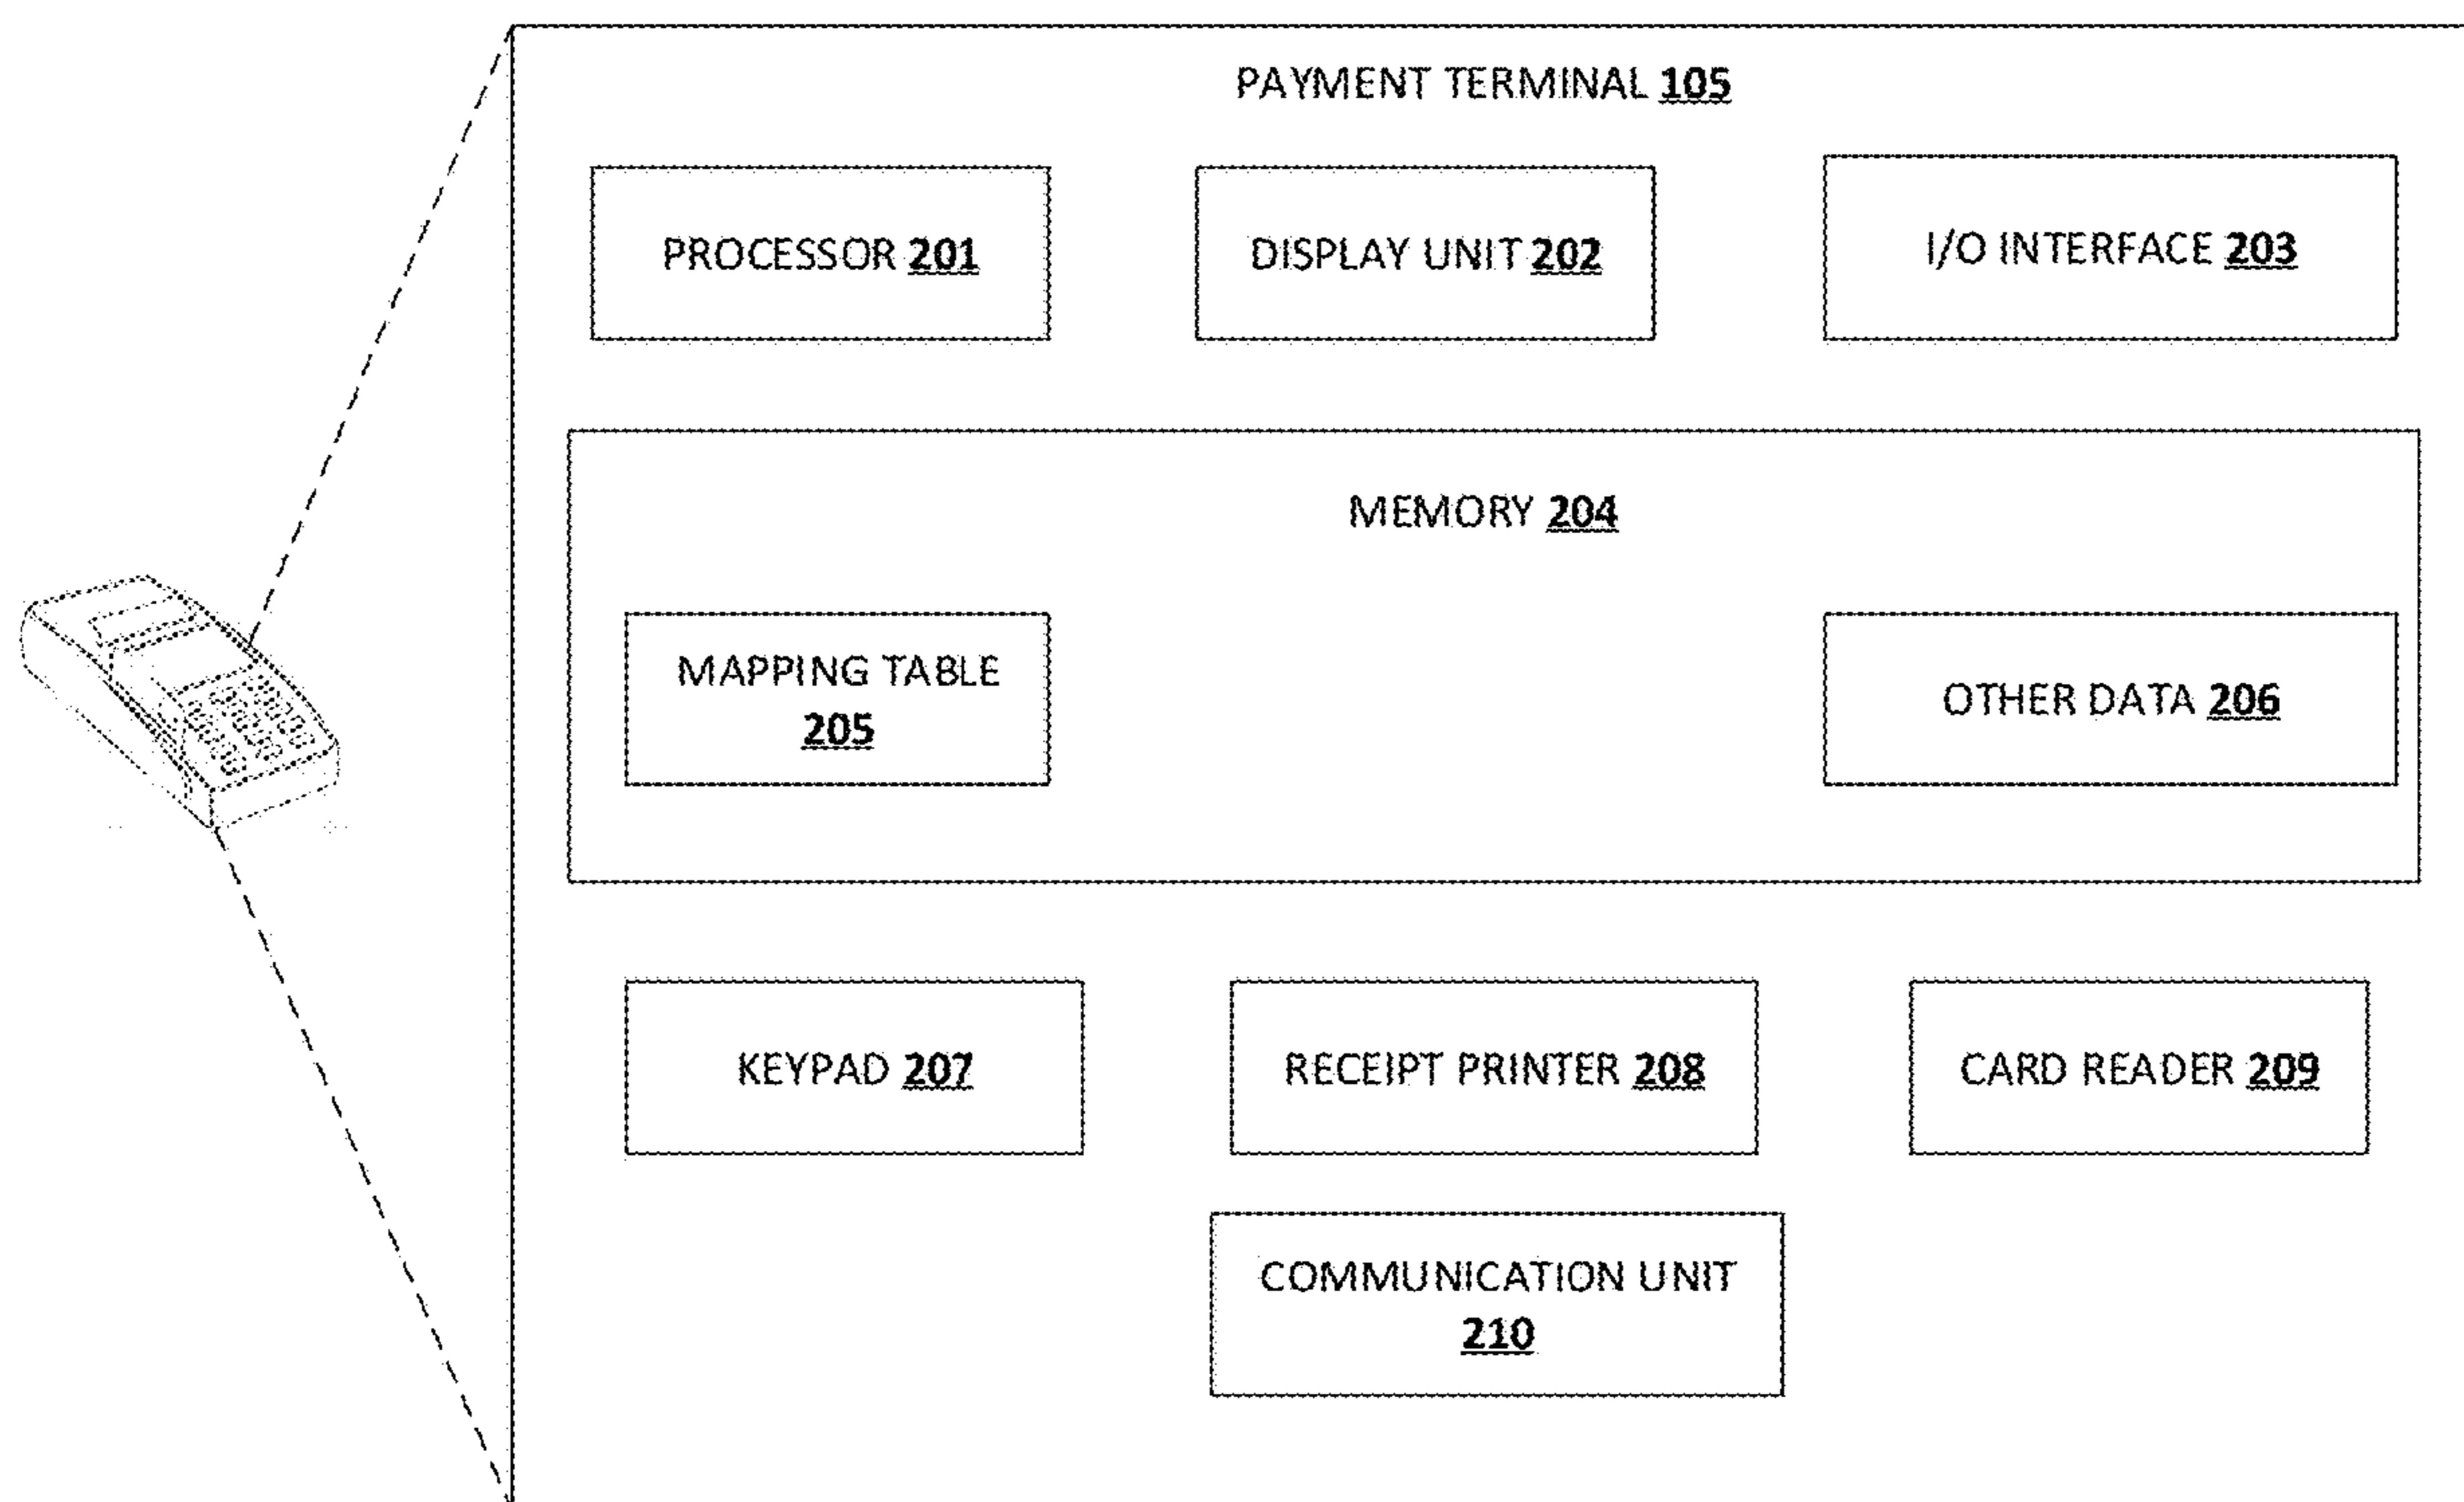 PAYMENT TERMINAL 105
PROCESSOR 201
DISPLAY UNIT 202
I/O INTERFACE 203
MEMORY 204
MAPPING TABLE
205
OTHER DATA 206
KEYPAD 207
RECEIPT PRINTER 208
CARD READER 209
COMMUNICATION UNIT
210